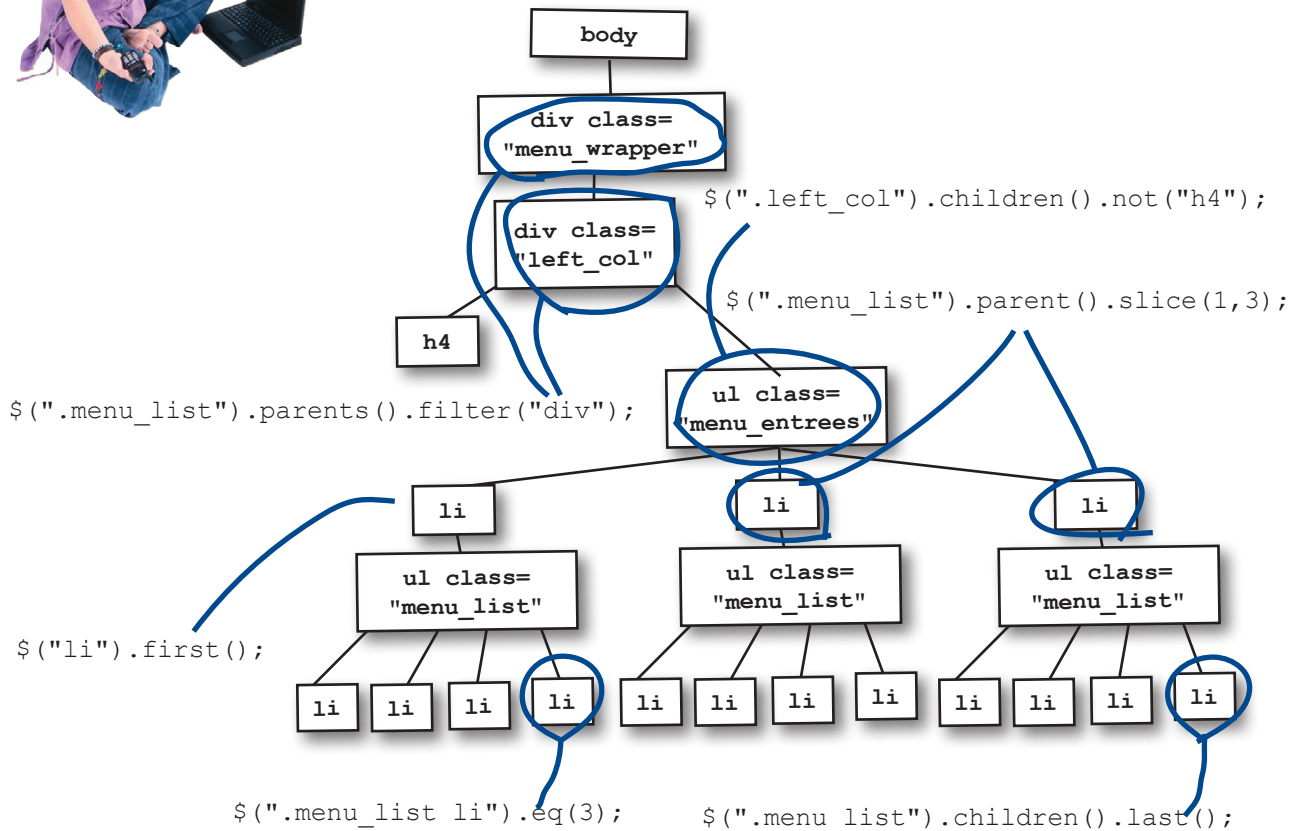 body
div class=
"menu_wrapper"
$(".left_col").children().not("h4");
div class=
"left_col"
$(".menu_list").parent().slice(1,3);
h4
ul class=
"menu_entrees"
$(".menu_list").parents().filter("div");
li
li
li
ul class=
"menu_list"
ul class=
"menu_list"
ul class=
"menu_list"
$("li").first();
li
li
li
li
li
li
li
li
li
li
li
li
$(".menu_list li").eq(3);
$(".menu list").children().last();